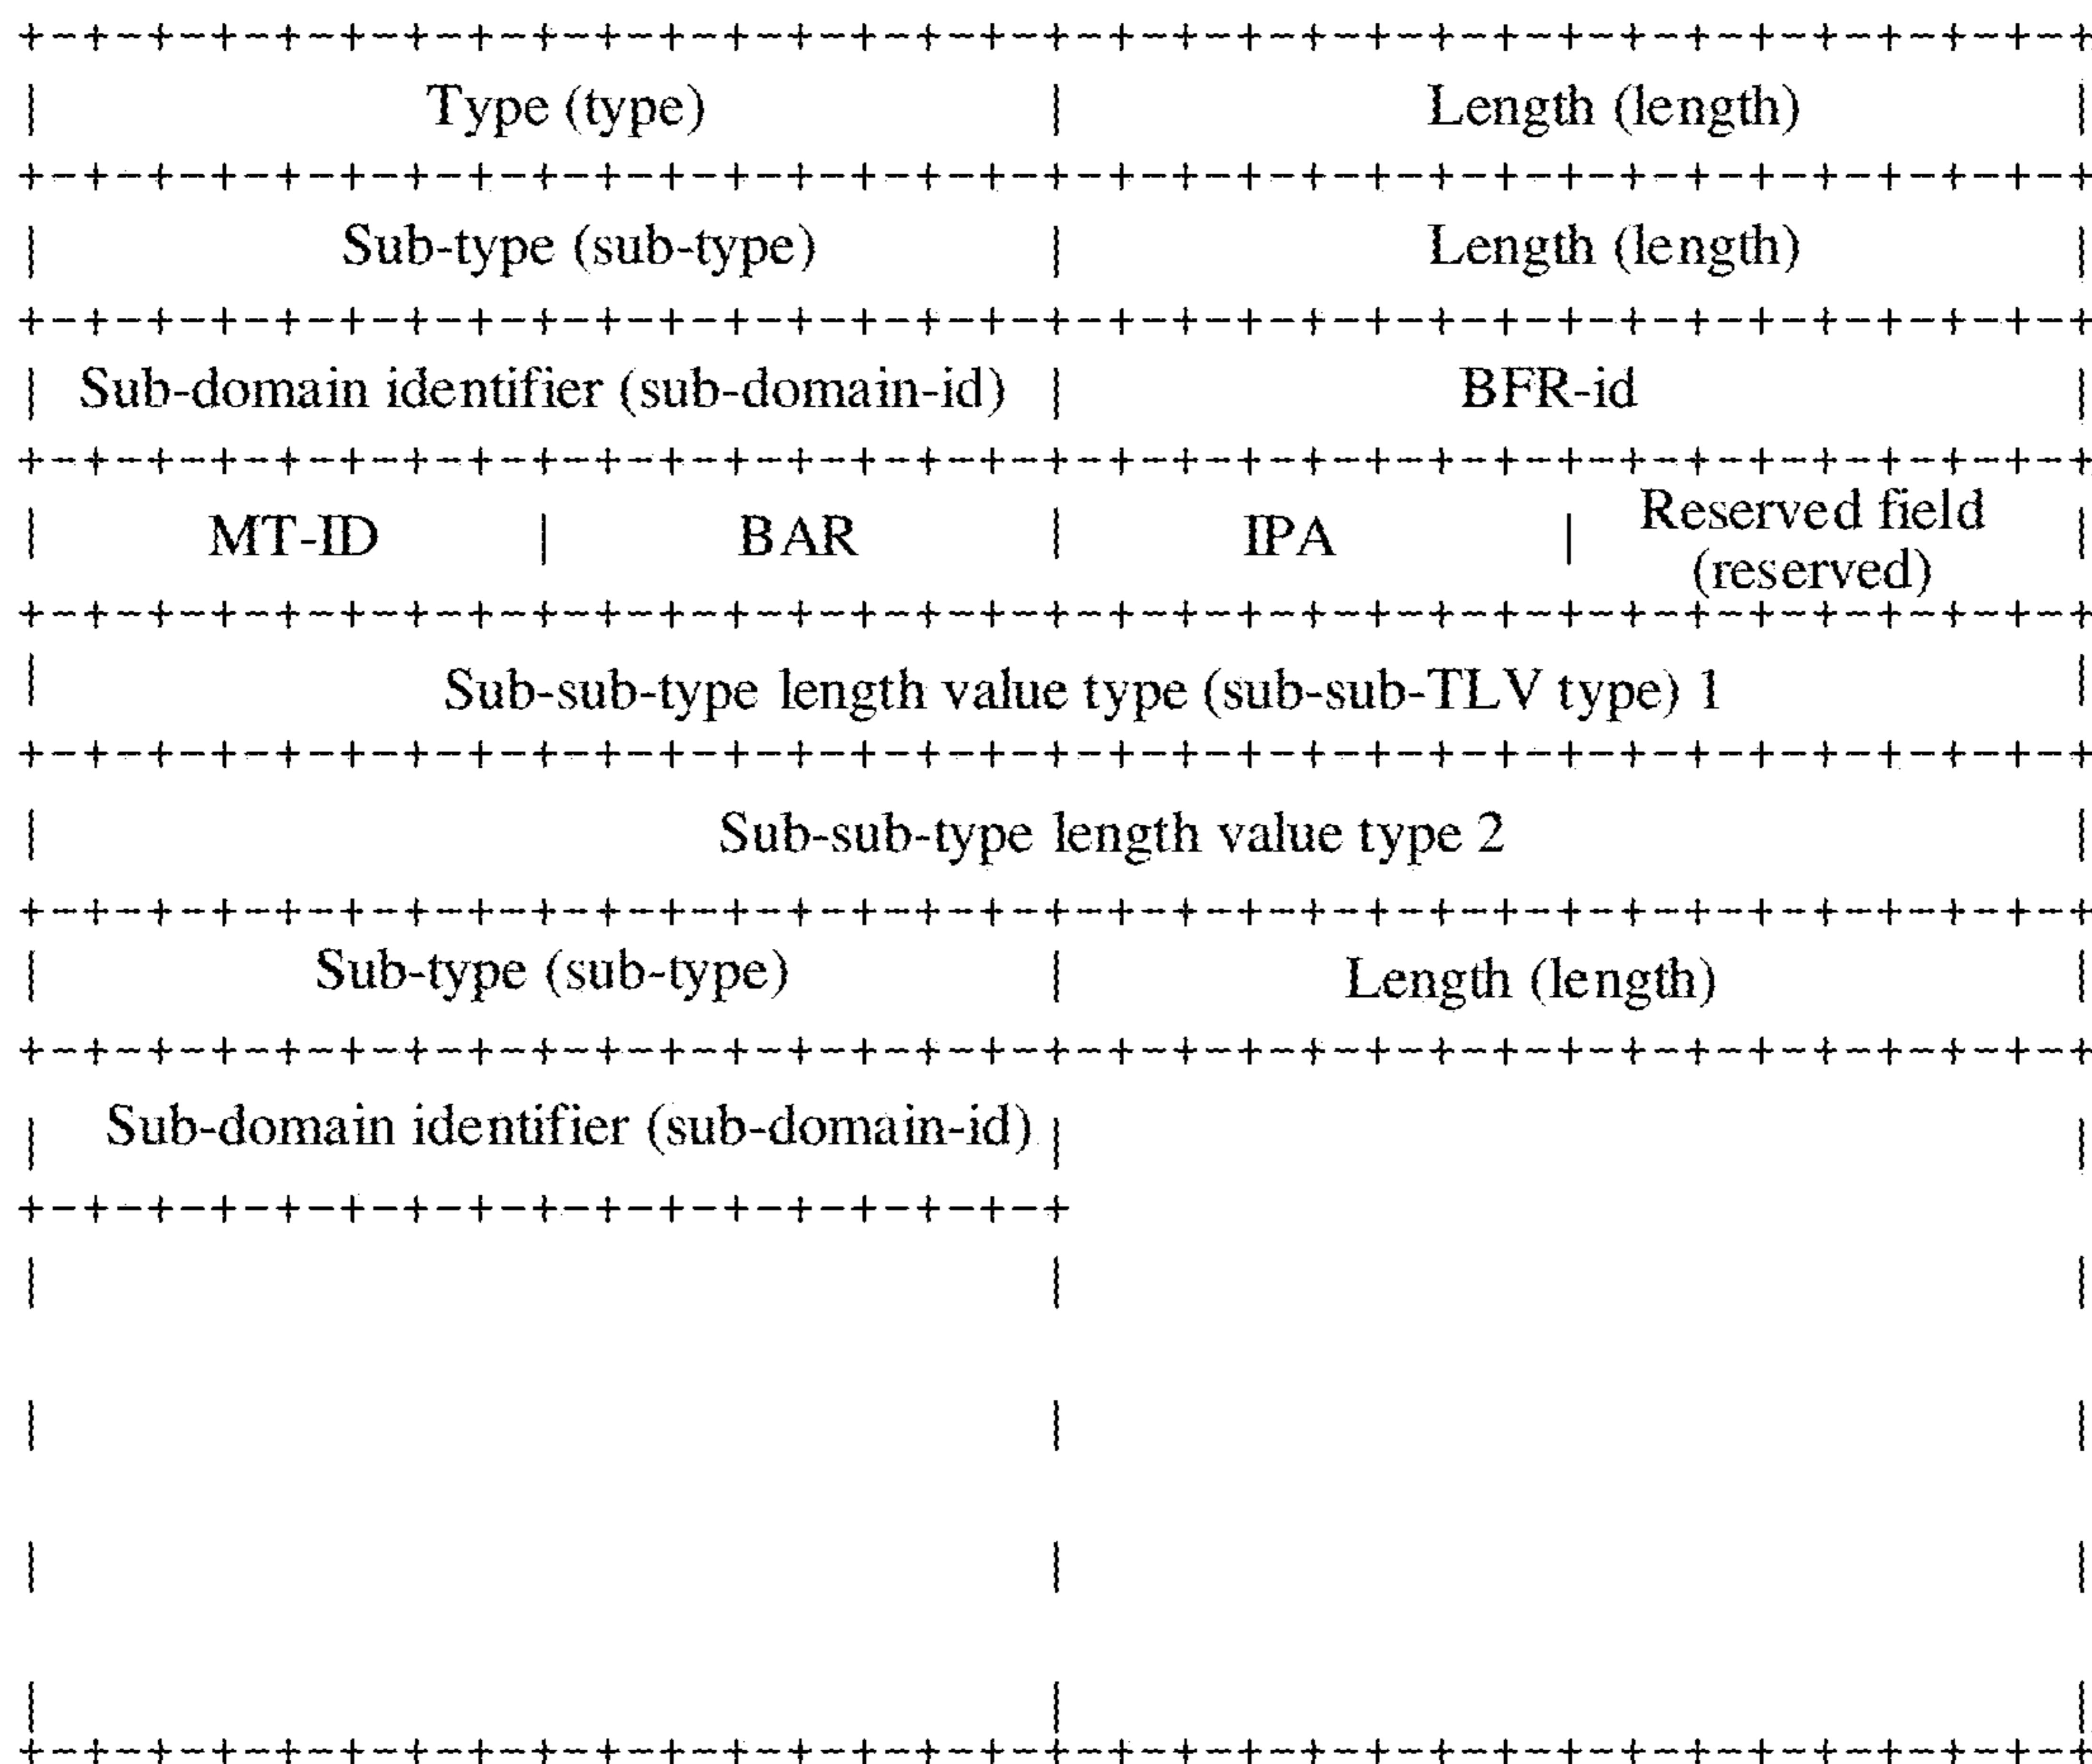 +-+-+-+-+-+-+-+-+-+-+-+-+-+-+-+-+-+-+-+-+-+-+-+-+-+-+-+-+-+-+-+-+
| Type (type) | Length (length) |
+-+-+-+-+-+-+-+-+-+-+-+-+-+-+-+-+-+-+-+-+-+-+-+-+-+-+-+-+-+-+-+-+
| Sub-type (sub-type) | Length (length) |
+-+-+-+-+-+-+-+-+-+-+-+-+-+-+-+-+-+-+-+-+-+-+-+-+-+-+-+-+-+-+-+-+
| Sub-domain identifier (sub-domain-id) | BFR-id |
+-+-+-+-+-+-+-+-+-+-+-+-+-+-+-+-+-+-+-+-+-+-+-+-+-+-+-+-+-+-+-+-+
| MT-ID | BAR | IPA | Reserved field |
(reserved)
+-+-+-+-+-+-+-+-+-+-+-+-+-+-+-+-+-+-+-+-+-+-+-+-+-+-+-+-+-+-+-+-+
| Sub-sub-type length value type (sub-sub-TLV type) 1 |
+-+-+-+-+-+-+-+-+-+-+-+-+-+-+-+-+-+-+-+-+-+-+-+-+-+-+-+-+-+-+-+-+
| Sub-sub-type length value type 2 |
+-+-+-+-+-+-+-+-+-+-+-+-+-+-+-+-+-+-+-+-+-+-+-+-+-+-+-+-+-+-+-+-+
| Sub-type (sub-type) | Length (length) |
+-+-+-+-+-+-+-+-+-+-+-+-+-+-+-+-+-+-+-+-+-+-+-+-+-+-+-+-+-+-+-+-+
| Sub-domain identifier (sub-domain-id) | |
+-+-+-+-+-+-+-+-+-+-+-+-+-+-+-+-+
| | |
| | |
| | |
| | |
+-+-+-+-+-+-+-+-+-+-+-+-+-+-+-+-+-+-+-+-+-+-+-+-+-+-+-+-+-+-+-+-+